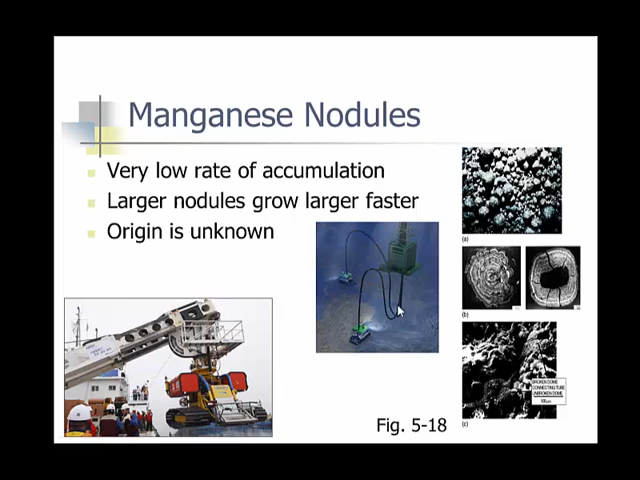 Manganese Nodules
Very low rate of accumulation
Larger nodules grow larger faster
Origin is unknown
(a)
(b)
BROKEN DOME
CONNECTING TUBE
UNBROKEN DOME
(c)
Fig. 5-18